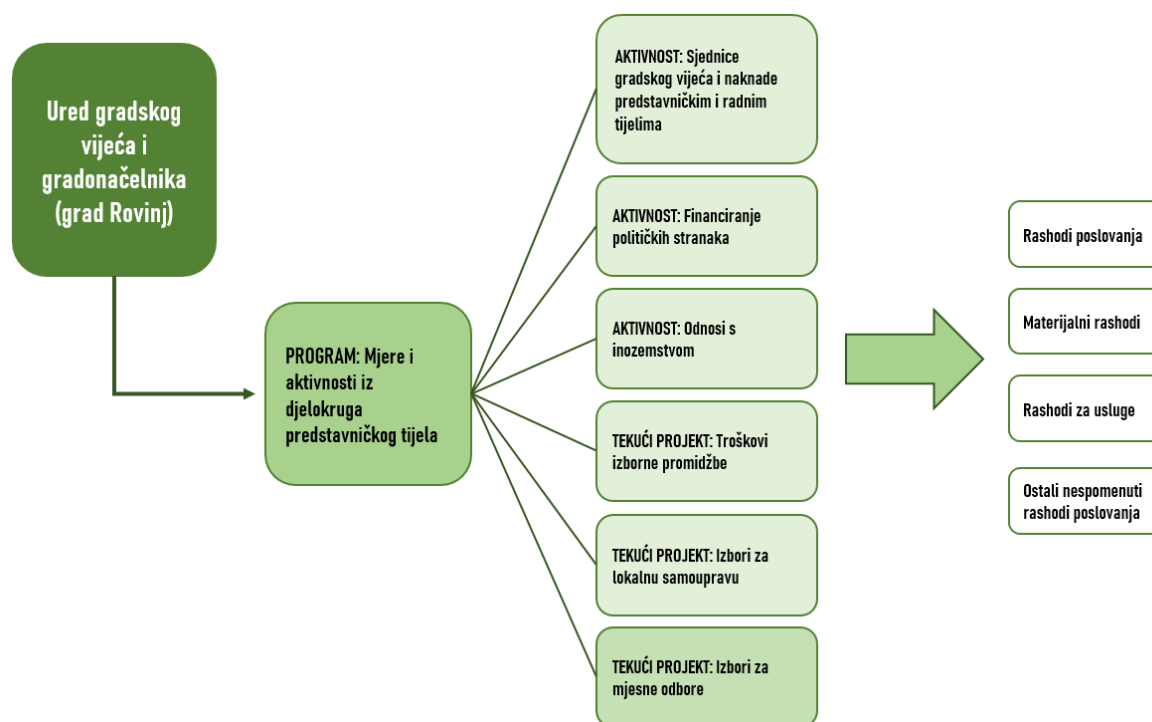 Ured gradskog
vijeća i
gradonačelnika
(grad Rovinj)
PROGRAM: Mjere i
aktivnosti iz
djelokruga
predstavničkog tijela
AKTIVNOST: Sjednice
gradskog vijeća i naknade
predstavničkim i radnim
tijelima
AKTIVNOST: Financiranje
političkih stranaka
AKTIVNOST: Odnosi s
inozemstvom
TEKUĆI PROJEKT: Troškovi
izborne promidžbe
TEKUĆI PROJEKT: Izbori za
lokalnu samoupravu
TEKUĆI PROJEKT: Izbori za
mjesne odbore
Rashodi poslovanja
Materijalni rashodi
Rashodi za usluge
Ostali nespomenuti
rashodi poslovanja